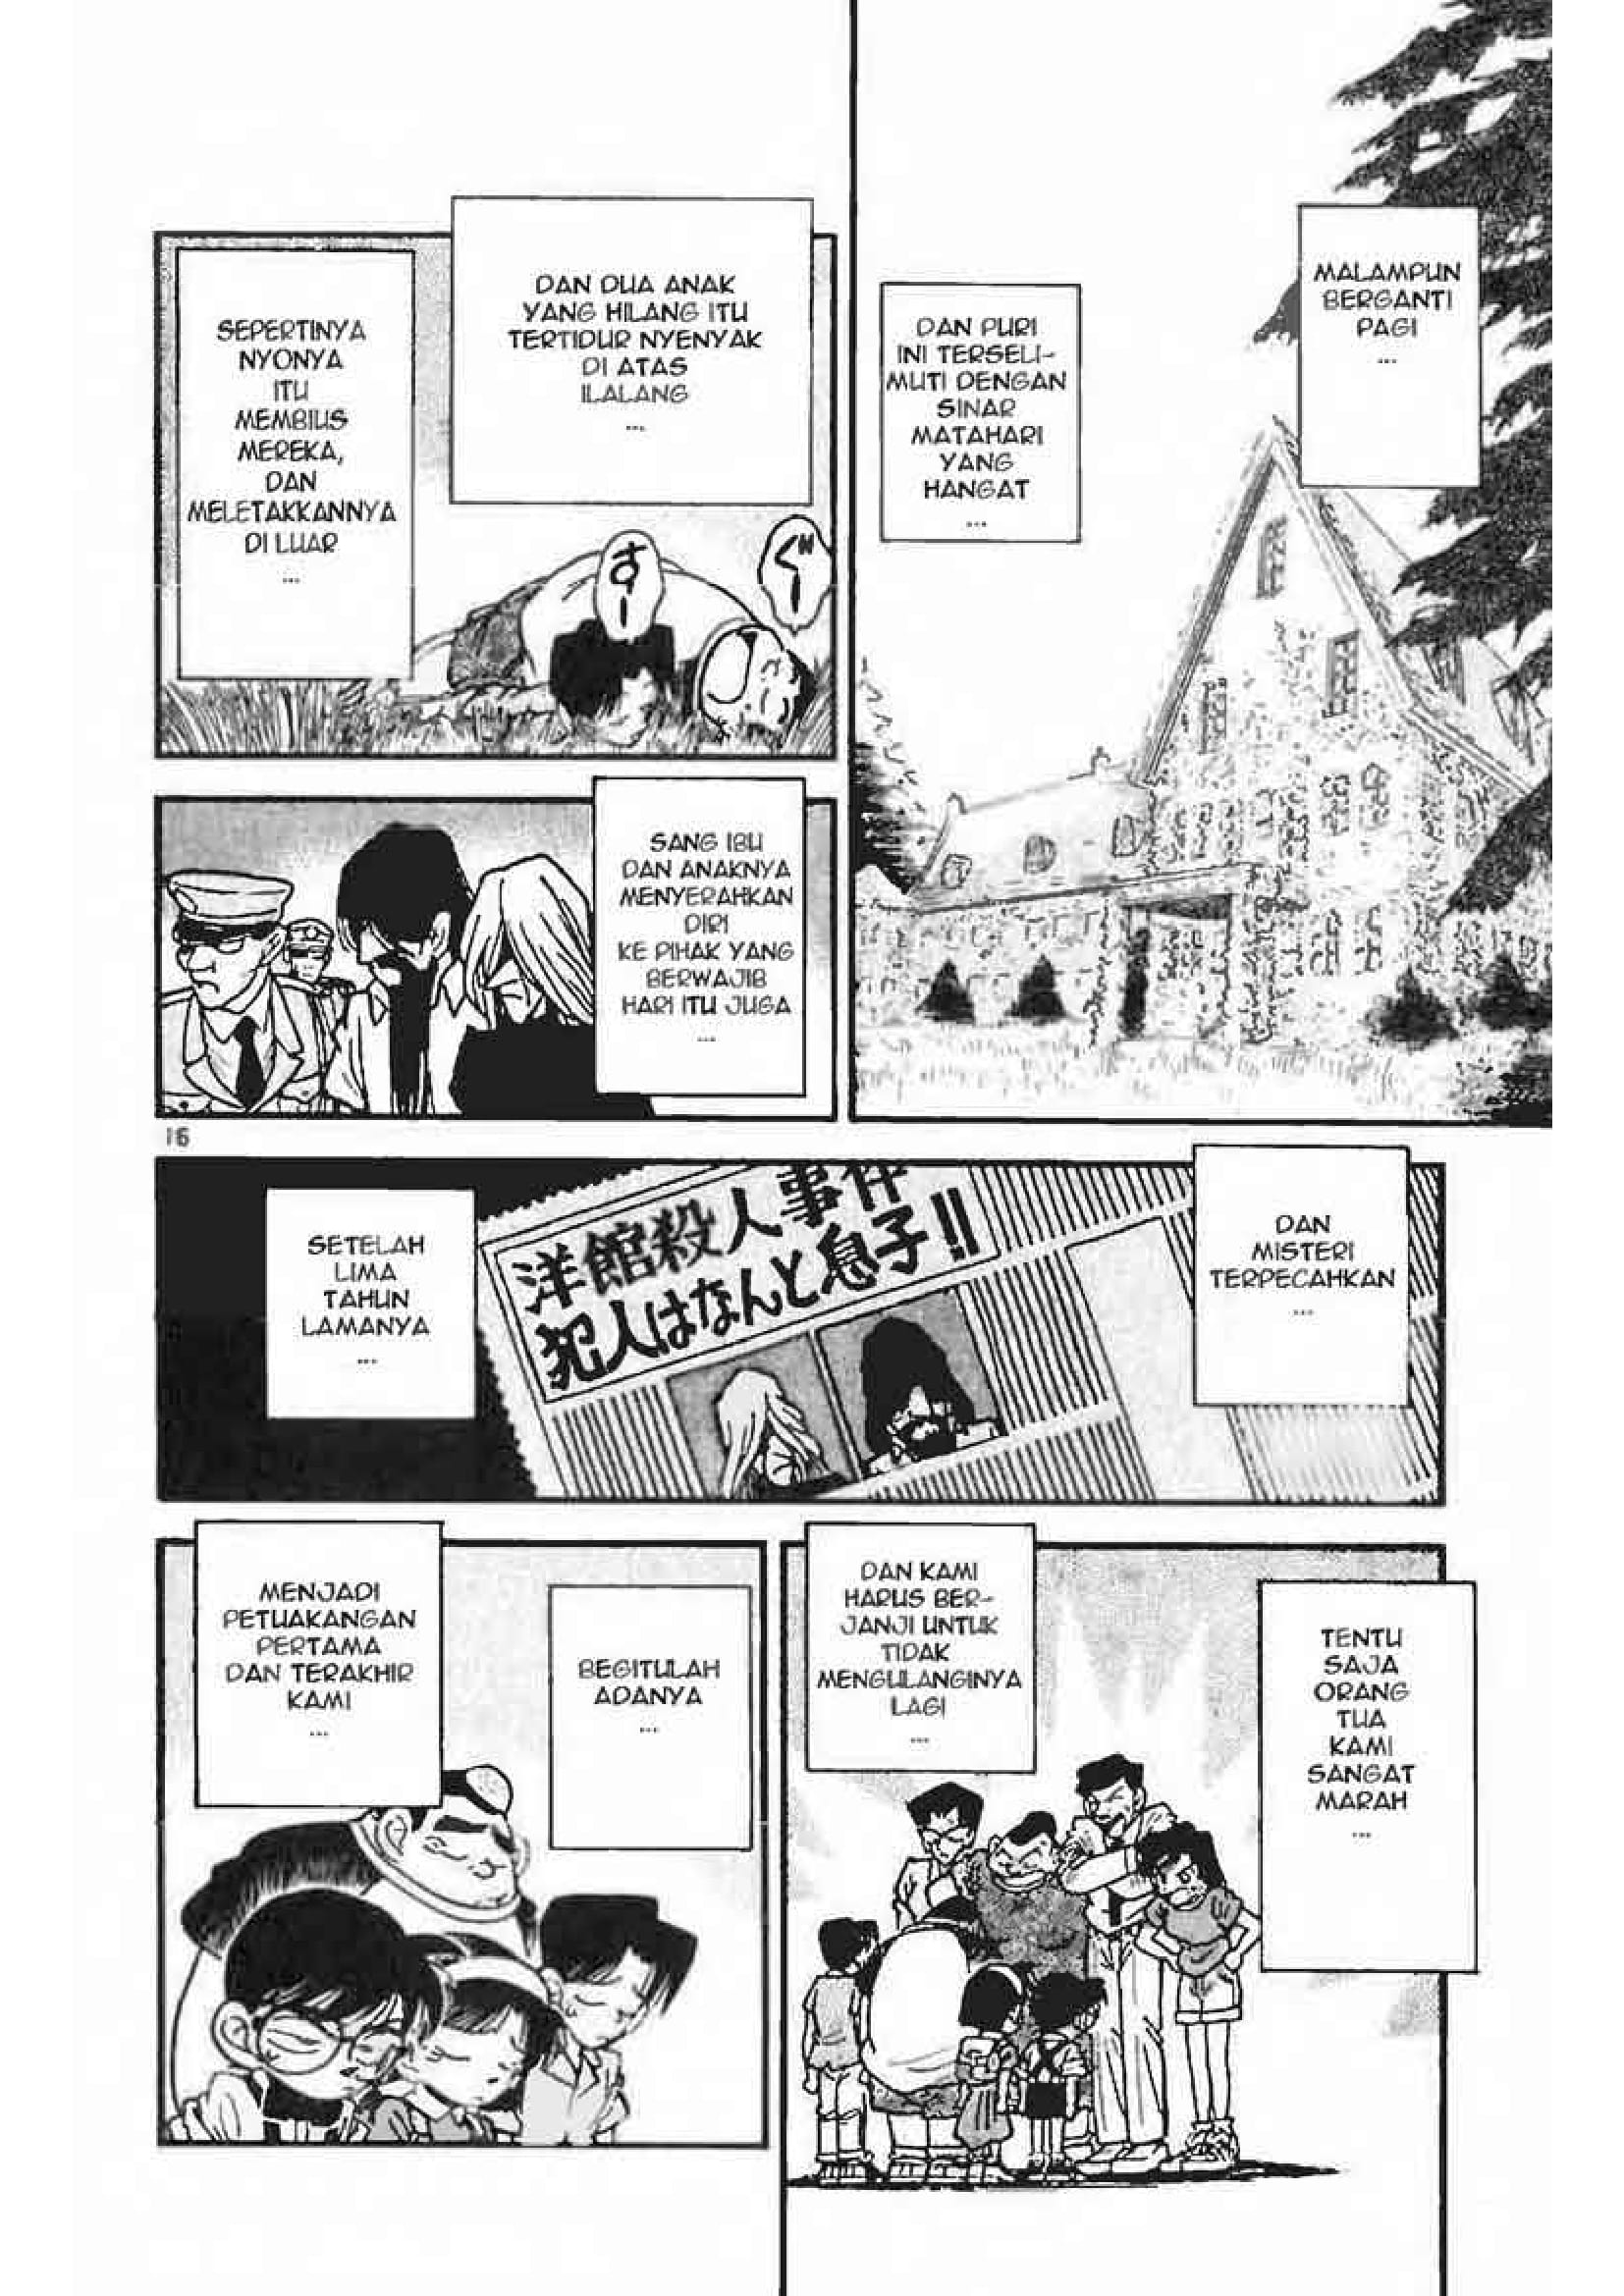 MALAMPUN
BERGANTI
PAGI
...
DAN PURI
INI TERSELI-
MUTI DENGAN
SINAR
MATAHARI
YANG
HANGAT
...
DAN DUA ANAK
YANG HILANG ITU
TERTIDUR NYENYAK
DI ATAS
ILALANG
...
SEPERTINYA
NYONYA
ITU
MEMBIUS
MEREKA,
DAN
MELETAKKANNYA
DI LUAR
...
ぐー
すー
SANG IBU
DAN ANAKNYA
MENYERAHKAN
DIRI
KE PIHAK YANG
BERWAJIB
HARI ITU JUGA
...
16
DAN
MISTERI
TERPECAHKAN
...
洋館殺人事件
犯人はなんと息子!!
SETELAH
LIMA
TAHUN
LAMANYA
...
TENTU
SAJA
ORANG
TUA
KAMI
SANGAT
MARAH
...
DAN KAMI
HARUS BER-
JANJI UNTUK
TIDAK
MENGULANGINYA
LAGI
...
BEGITULAH
ADANYA
...
MENJADI
PETUAKANGAN
PERTAMA
DAN TERAKHIR
KAMI
...